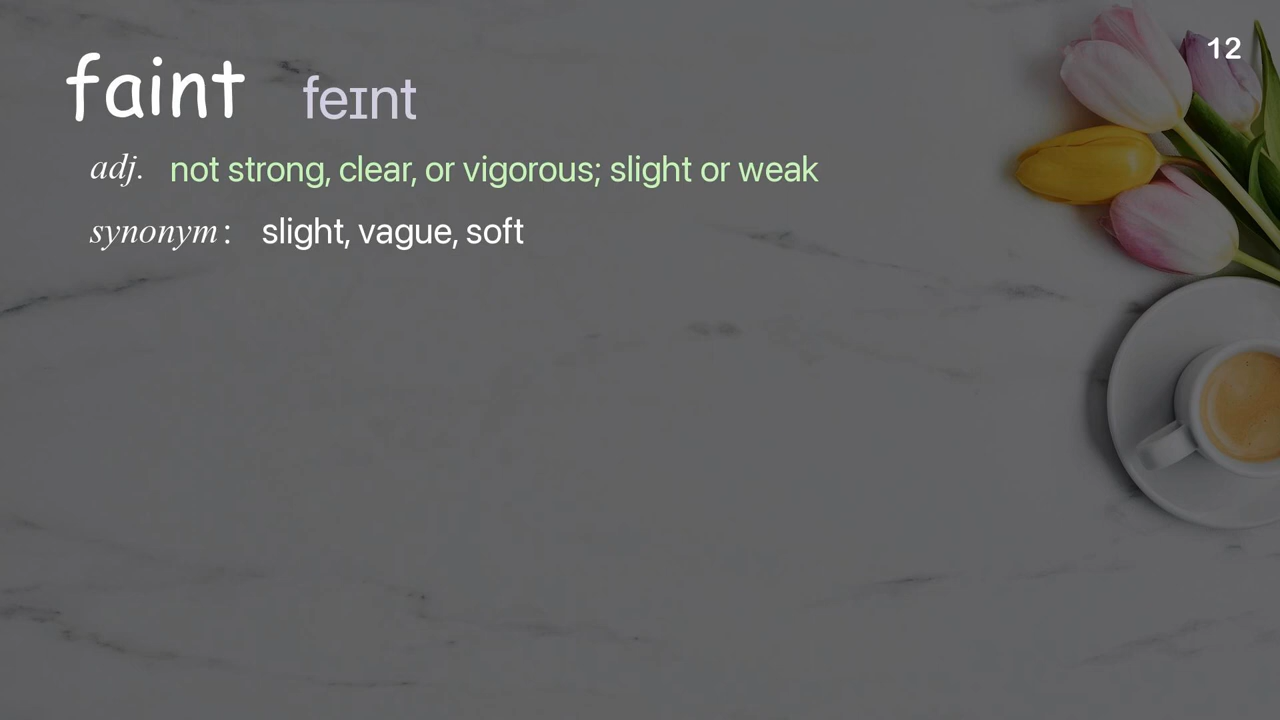 12
faint feɪnt
adj. not strong, clear, or vigorous; slight or weak
synonym : slight, vague, soft